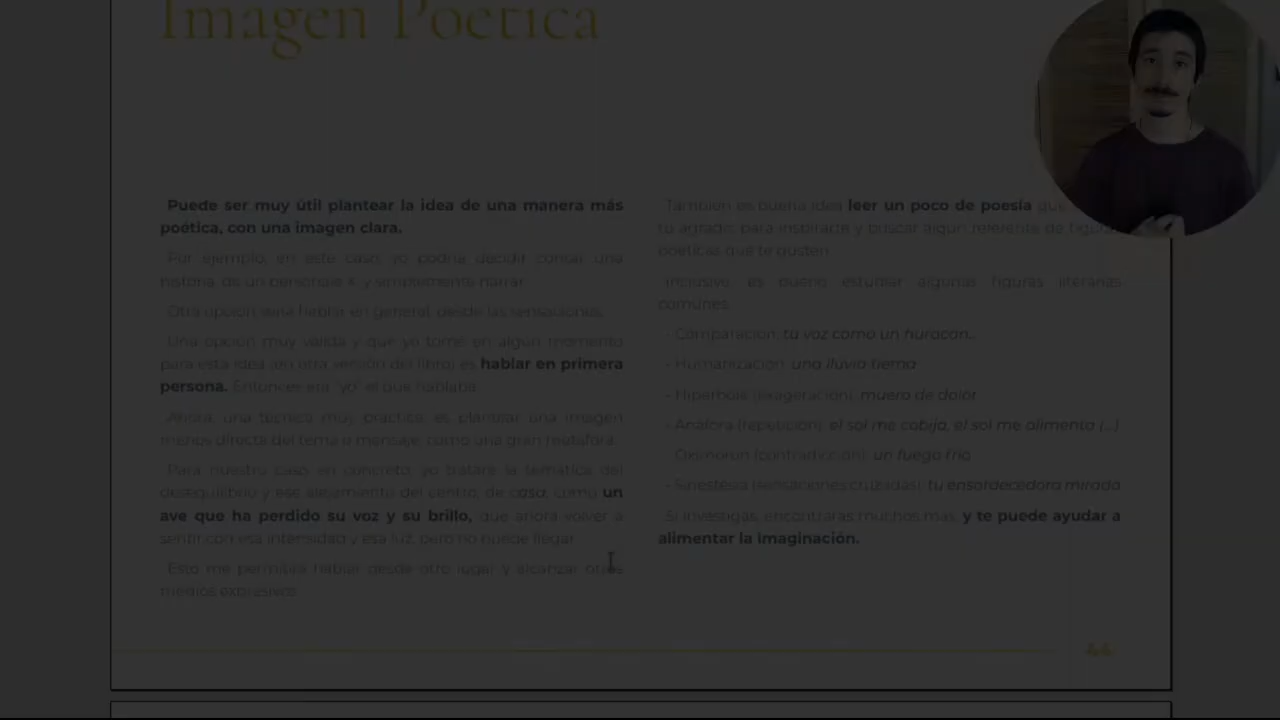 Imagen Poética
Puede ser muy útil plantear la idea de una manera más
poética, con una imagen clara.
Por ejemplo, en este caso, yo podría decidir contar una
historia, de un personaje X, y simplemente narrar.
Otra opción sería hablar en general, desde las sensaciones.
Una opción muy válida y que yo tomé en algún momento
para esta idea (en otra versión del libro) es hablar en primera
persona. Entonces era "yo" el que hablaba.
Ahora, una técnica muy práctica, es plantear una imagen
menos directa del tema o mensaje, como una gran metáfora.
Para nuestro caso en concreto, yo trataré la temática del
desequilibrio y ese alejamiento del centro, de casa, como un
ave que ha perdido su voz y su brillo, que añora volver a
sentir con esa intensidad y esa luz, pero no puede llegar.
Esto me permitirá hablar desde otro lugar y alcanzar otros
medios expresivos.
También es buena idea leer un poco de poesía que
tu agrado, para inspirarte y buscar algún referente de figuras
poéticas que te gusten.
Inclusive, es bueno estudiar algunas figuras literarias
comunes:
- Comparación: tu voz como un huracán...
- Humanización: una lluvia tierna
- Hipérbole (exageración): muero de dolor
- Anáfora (repetición): el sol me cobija, el sol me alimenta (...)
- Oxímoron (contradicción): un fuego frío
- Sinestesia (sensaciones cruzadas): tu ensordecedora mirada
Si investigas, encontrarás muchos más, y te puede ayudar a
alimentar la imaginación.